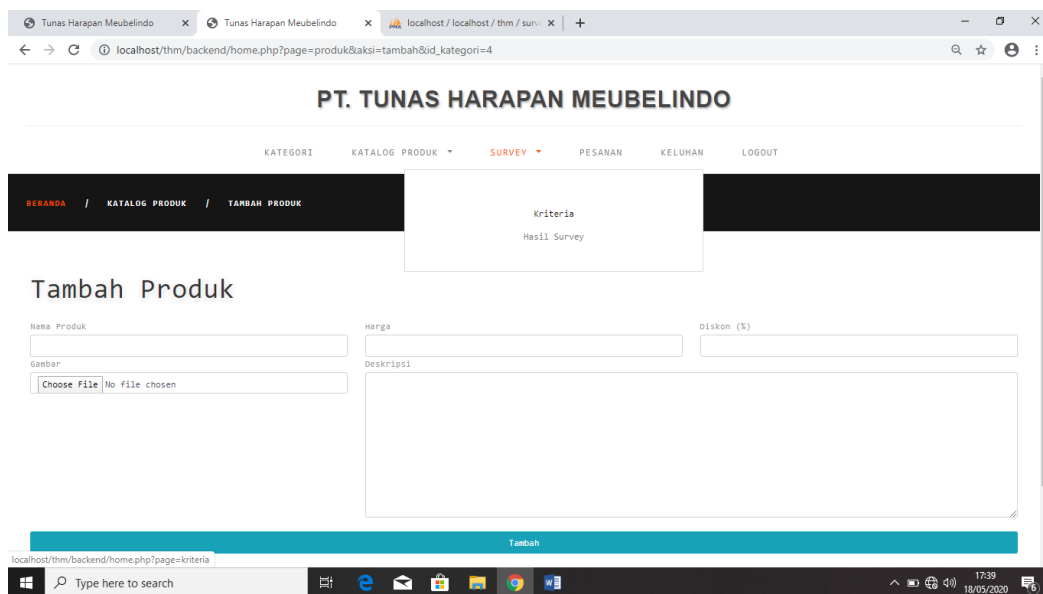 Tunas Harapan Meubelindo
Tunas Harapan Meubelindo
localhost / localhost / thm / surv
localhost/thm/backend/home.php?page=produk&aksi=tambah&id_kategori=4
PT. TUNAS HARAPAN MEUBELINDO
KATEGORI KATALOG PRODUK SURVEY PESANAN KELUHAN LOGOUT
BERANDA / KATALOG PRODUK / TAMBAH PRODUK
Kriteria
Hasil Survey
Tambah Produk
Nama Produk Harga Diskon (%)
Gambar Deskripsi
Choose File No file chosen
Tambah
localhost/thm/backend/home.php?page=kriteria
Type here to search
17:39
18/05/2020
6